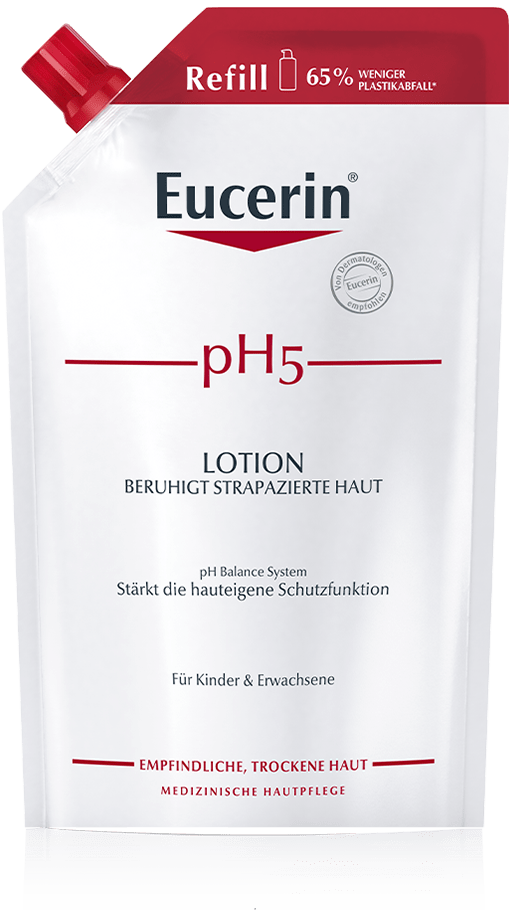 Refill 65% WENIGER
PLASTIKABFALL*
Eucerin®
Von Dermatologen
Eucerin
empfohlen
pH5
LOTION
BERUHIGT STRAPAZIERTE HAUT
pH Balance System
Stärkt die hauteigene Schutzfunktion
Für Kinder & Erwachsene
EMPFINDLICHE, TROCKENE HAUT
MEDIZINISCHE HAUTPFLEGE